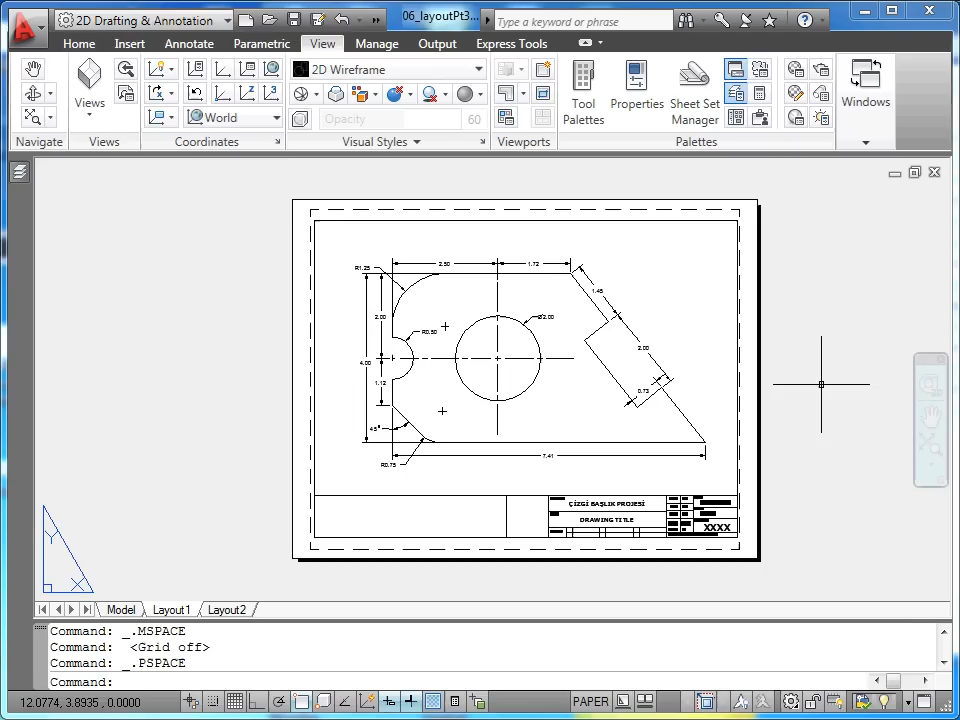 2D Drafting & Annotation
06_layoutPt3...
Type a keyword or phrase
Home Insert Annotate Parametric View Manage Output Express Tools
2D Wireframe
Views
World
Opacity 60
Tool Palettes
Properties
Sheet Set Manager
Windows
Navigate Views Coordinates Visual Styles Viewports Palettes
2.50
1.72
R1.25
1.45
2.00
R0.50
Ø2.00
2.00
4.00
1.12
0.73
45°
7.41
R0.75
ÇİZGİ BAŞLIK PROJESİ
DRAWING TITLE
XXXX
Y
X
Model Layout1 Layout2
Command: _.MSPACE
Command: <Grid off>
Command: _.PSPACE
Command:
12.0774, 3.8935, 0.0000
PAPER